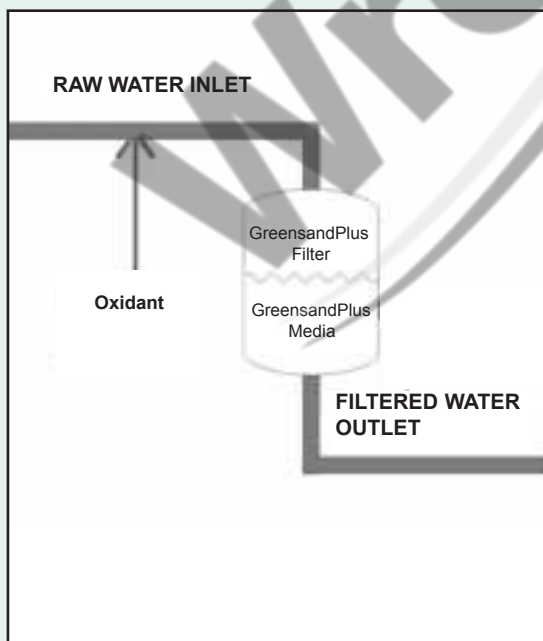 RAW WATER INLET
GreensandPlus
Filter
Oxidant
GreensandPlus
Media
FILTERED WATER
OUTLET